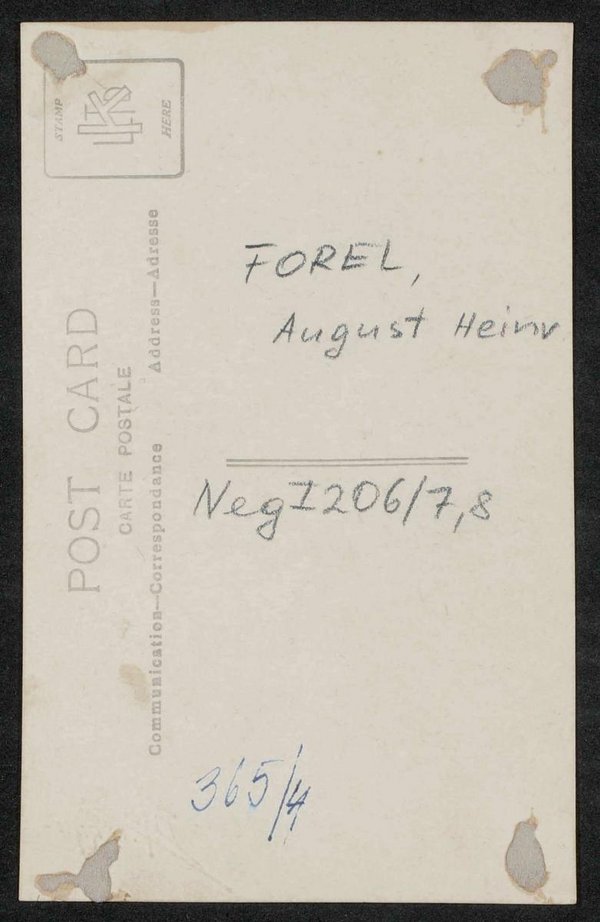 STAMP
HERE
POST CARD
CARTE POSTALE
Communication—Correspondance
Address—Adresse
FOREL,
August Heinr
Neg I 206/7,8
365/4